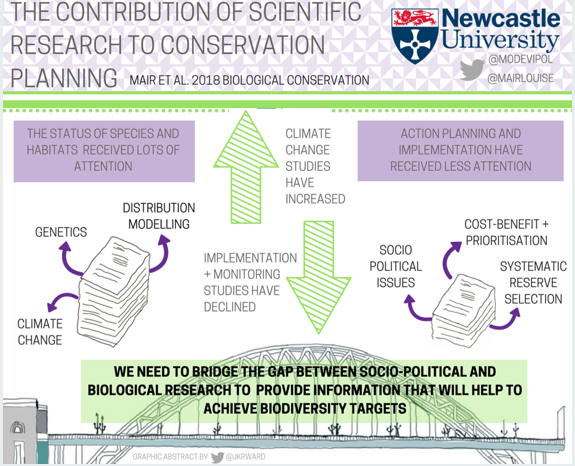 THE CONTRIBUTION OF SCIENTIFIC
RESEARCH TO CONSERVATION
PLANNING MAIR ET AL. 2018 BIOLOGICAL CONSERVATION
Newcastle
University
@MODEVIPOL
@MAIRLOUISE
THE STATUS OF SPECIES AND
HABITATS RECEIVED LOTS OF
ATTENTION
CLIMATE
CHANGE
STUDIES
HAVE
INCREASED
ACTION PLANNING AND
IMPLEMENTATION HAVE
RECEIVED LESS ATTENTION
GENETICS
DISTRIBUTION
MODELLING
CLIMATE
CHANGE
IMPLEMENTATION
+ MONITORING
STUDIES HAVE
DECLINED
SOCIO
POLITICAL
ISSUES
COST-BENEFIT +
PRIORITISATION
SYSTEMATIC
RESERVE
SELECTION
WE NEED TO BRIDGE THE GAP BETWEEN SOCIO-POLITICAL AND
BIOLOGICAL RESEARCH TO PROVIDE INFORMATION THAT WILL HELP TO
ACHIEVE BIODIVERSITY TARGETS
GRAPHIC ABSTRACT BY @JKRWARD